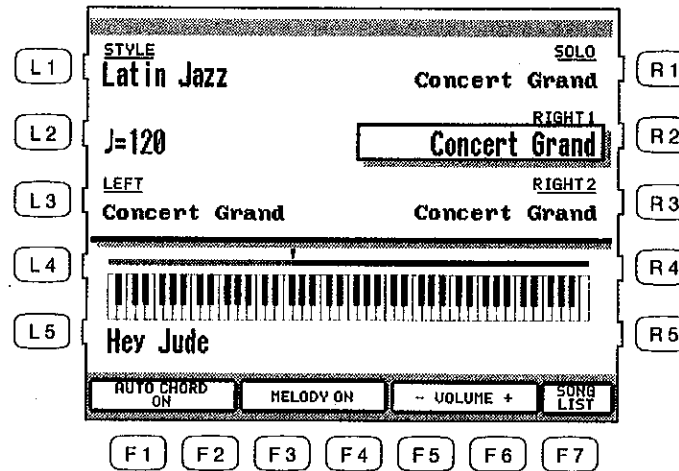 STYLE SOLO
L1 Latin Jazz Concert Grand R1
RIGHT1
L2 ♩=120 Concert Grand R2
LEFT RIGHT2
L3 Concert Grand Concert Grand R3
L4 R4
L5 Hey Jude R5
AUTO CHORD ON MELODY ON - VOLUME + SONG LIST
F1 F2 F3 F4 F5 F6 F7